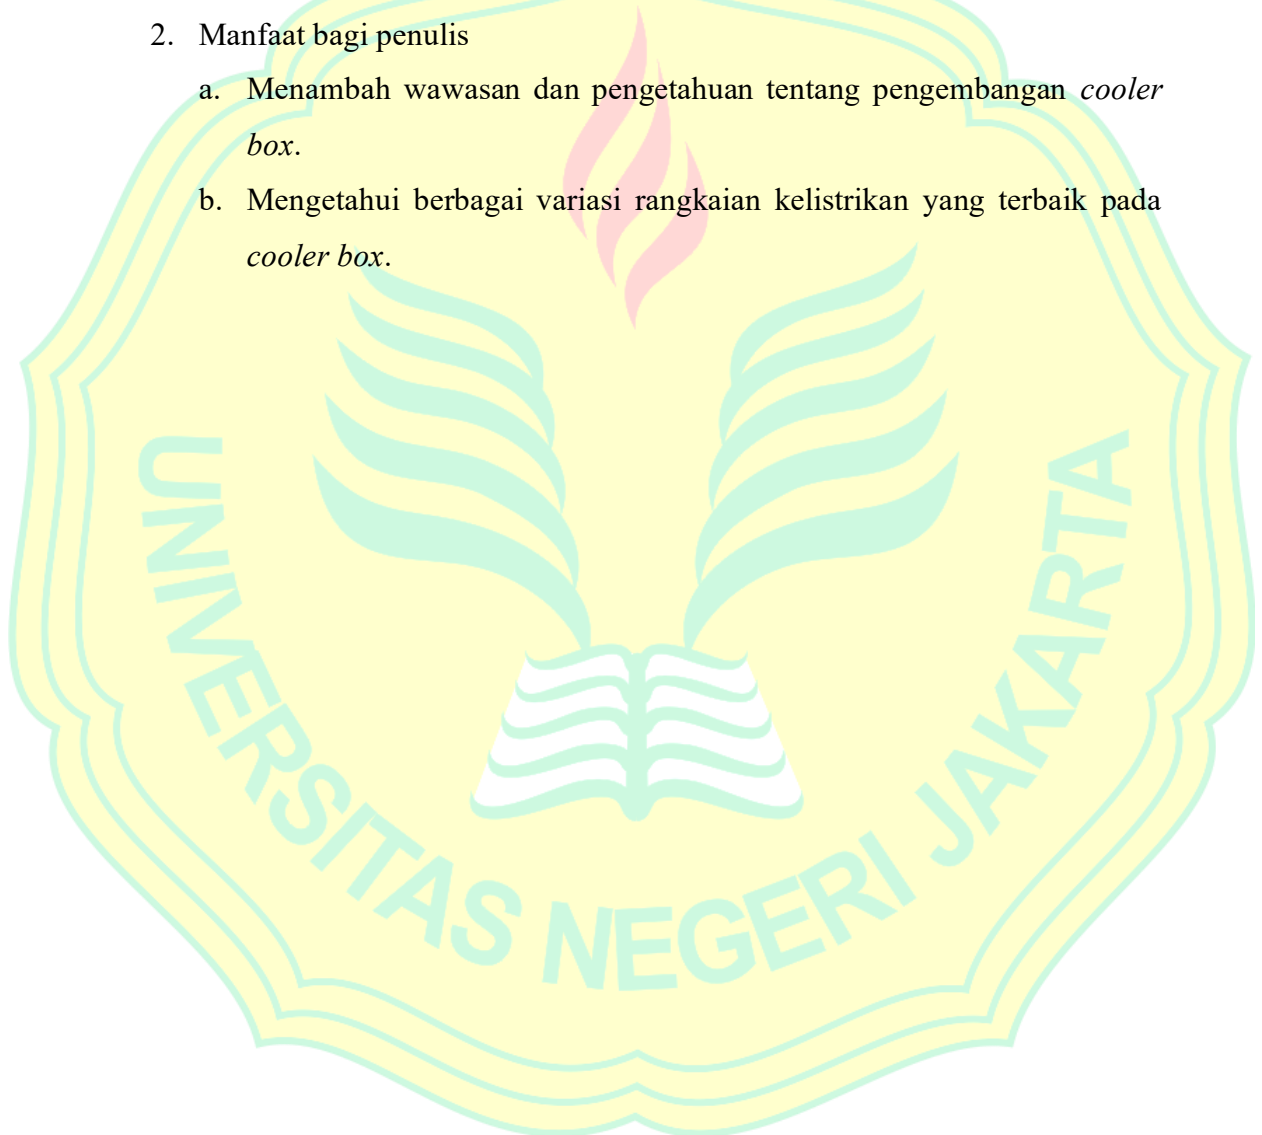 2. Manfaat bagi penulis
a. Menambah wawasan dan pengetahuan tentang pengembangan cooler
box.
b. Mengetahui berbagai variasi rangkaian kelistrikan yang terbaik pada
cooler box.
UNIVERSITAS NEGERI JAKARTA